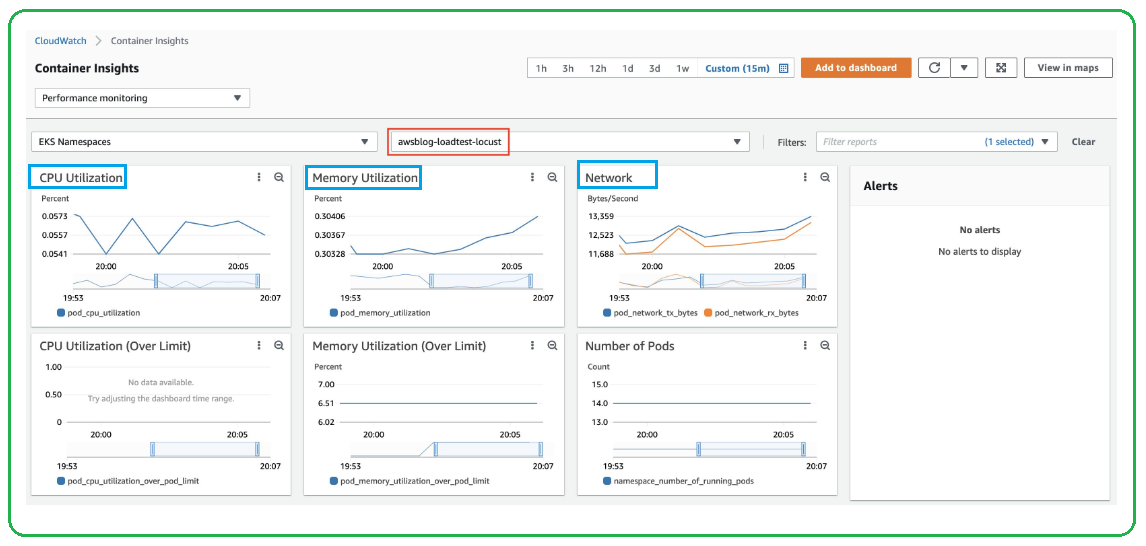 CloudWatch > Container Insights
Container Insights
1h 3h 12h 1d 3d 1w Custom (15m) Add to dashboard View in maps
Performance monitoring
EKS Namespaces awsblog-loadtest-locust Filters: Filter reports (1 selected) Clear
CPU Utilization
Percent
0.0573
0.0557
0.0541
20:00 20:05
19:53 20:07
pod_cpu_utilization
Memory Utilization
Percent
0.30406
0.30367
0.30328
20:00 20:05
19:53 20:07
pod_memory_utilization
Network
Bytes/Second
13,359
12,523
11,688
20:00 20:05
19:53 20:07
pod_network_tx_bytes pod_network_rx_bytes
Alerts
No alerts
No alerts to display
CPU Utilization (Over Limit)
1.00
0.50
0
No data available.
Try adjusting the dashboard time range.
20:00 20:05
19:53 20:07
pod_cpu_utilization_over_pod_limit
Memory Utilization (Over Limit)
Percent
7.00
6.51
6.02
20:00 20:05
19:53 20:07
pod_memory_utilization_over_pod_limit
Number of Pods
Count
15.0
14.0
13.0
20:00 20:05
19:53 20:07
namespace_number_of_running_pods